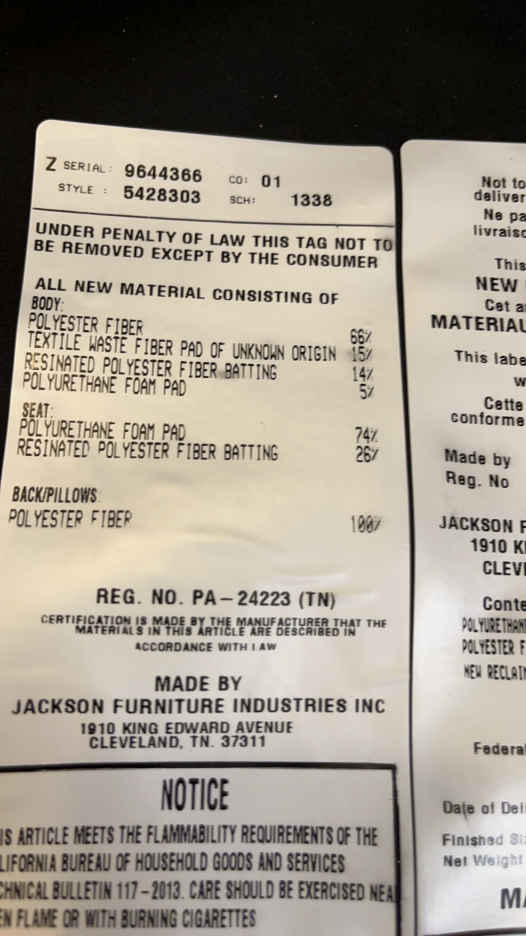 Z SERIAL: 9644366 CO: 01
STYLE : 5428303 SCH: 1338
UNDER PENALTY OF LAW THIS TAG NOT TO
BE REMOVED EXCEPT BY THE CONSUMER
ALL NEW MATERIAL CONSISTING OF
BODY:
POLYESTER FIBER 66%
TEXTILE WASTE FIBER PAD OF UNKNOWN ORIGIN 15%
RESINATED POLYESTER FIBER BATTING 14%
POLYURETHANE FOAM PAD 5%
SEAT:
POLYURETHANE FOAM PAD 74%
RESINATED POLYESTER FIBER BATTING 26%
BACK/PILLOWS:
POLYESTER FIBER 100%
REG. NO. PA-24223 (TN)
CERTIFICATION IS MADE BY THE MANUFACTURER THAT THE
MATERIALS IN THIS ARTICLE ARE DESCRIBED IN
ACCORDANCE WITH LAW
MADE BY
JACKSON FURNITURE INDUSTRIES INC
1910 KING EDWARD AVENUE
CLEVELAND, TN. 37311
NOTICE
IS ARTICLE MEETS THE FLAMMABILITY REQUIREMENTS OF THE
LIFORNIA BUREAU OF HOUSEHOLD GOODS AND SERVICES
CHNICAL BULLETIN 117-2013. CARE SHOULD BE EXERCISED NEA
EN FLAME OR WITH BURNING CIGARETTES
Not to
deliver
Ne pa
livraiso
This
NEW
Cet a
MATERIAU
This labe
w
Cette
conforme
Made by
Reg. No
JACKSON F
1910 KI
CLEV
Conte
POLYURETHAN
POLYESTER F
NEW RECLAI
Federa
Date of Del
Finished Si
Net Weight
MA